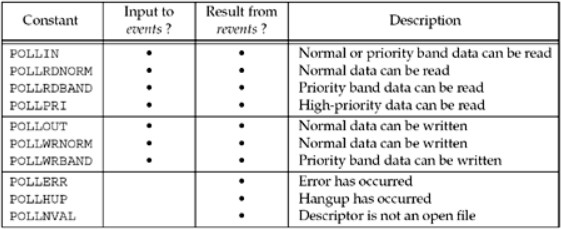 Constant Input to events ? Result from revents ? Description
POLLIN • • Normal or priority band data can be read
POLLRDNORM • • Normal data can be read
POLLRDBAND • • Priority band data can be read
POLLPRI • • High-priority data can be read
POLLOUT • • Normal data can be written
POLLWRNORM • • Normal data can be written
POLLWRBAND • • Priority band data can be written
POLLERR • Error has occurred
POLLHUP • Hangup has occurred
POLLNVAL • Descriptor is not an open file